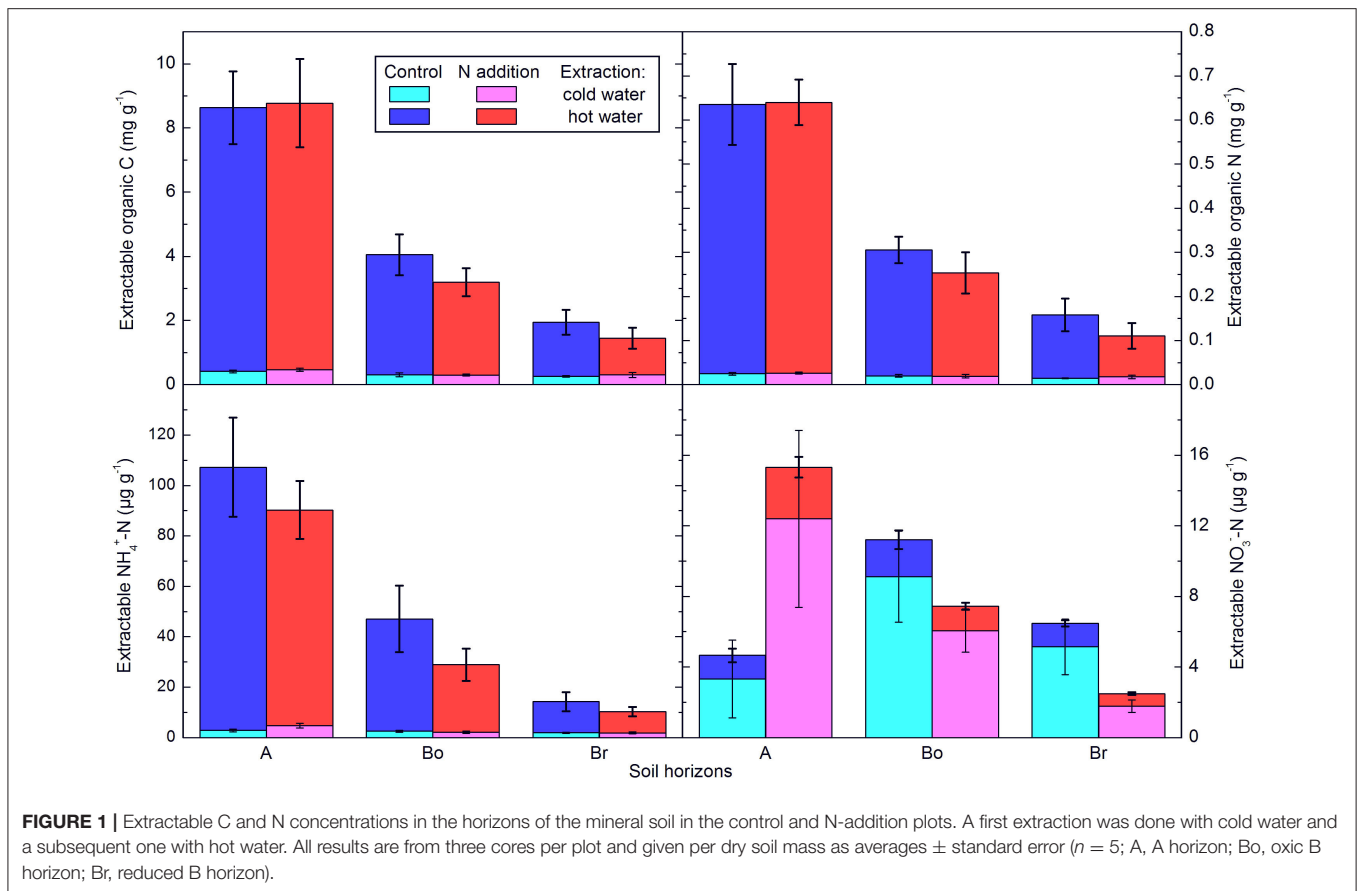 Extractable organic C (mg g⁻¹)
10
8
6
4
2
0
Control N addition Extraction:
cold water
hot water
0.8
0.7
0.6
0.5
0.4
0.3
0.2
0.1
0.0
Extractable organic N (mg g⁻¹)
Extractable NH₄⁺-N (µg g⁻¹)
120
100
80
60
40
20
0
16
12
8
4
0
Extractable NO₃⁻-N (µg g⁻¹)
A Bo Br A Bo Br
Soil horizons
FIGURE 1 | Extractable C and N concentrations in the horizons of the mineral soil in the control and N-addition plots. A first extraction was done with cold water and
a subsequent one with hot water. All results are from three cores per plot and given per dry soil mass as averages ± standard error (n = 5; A, A horizon; Bo, oxic B
horizon; Br, reduced B horizon).